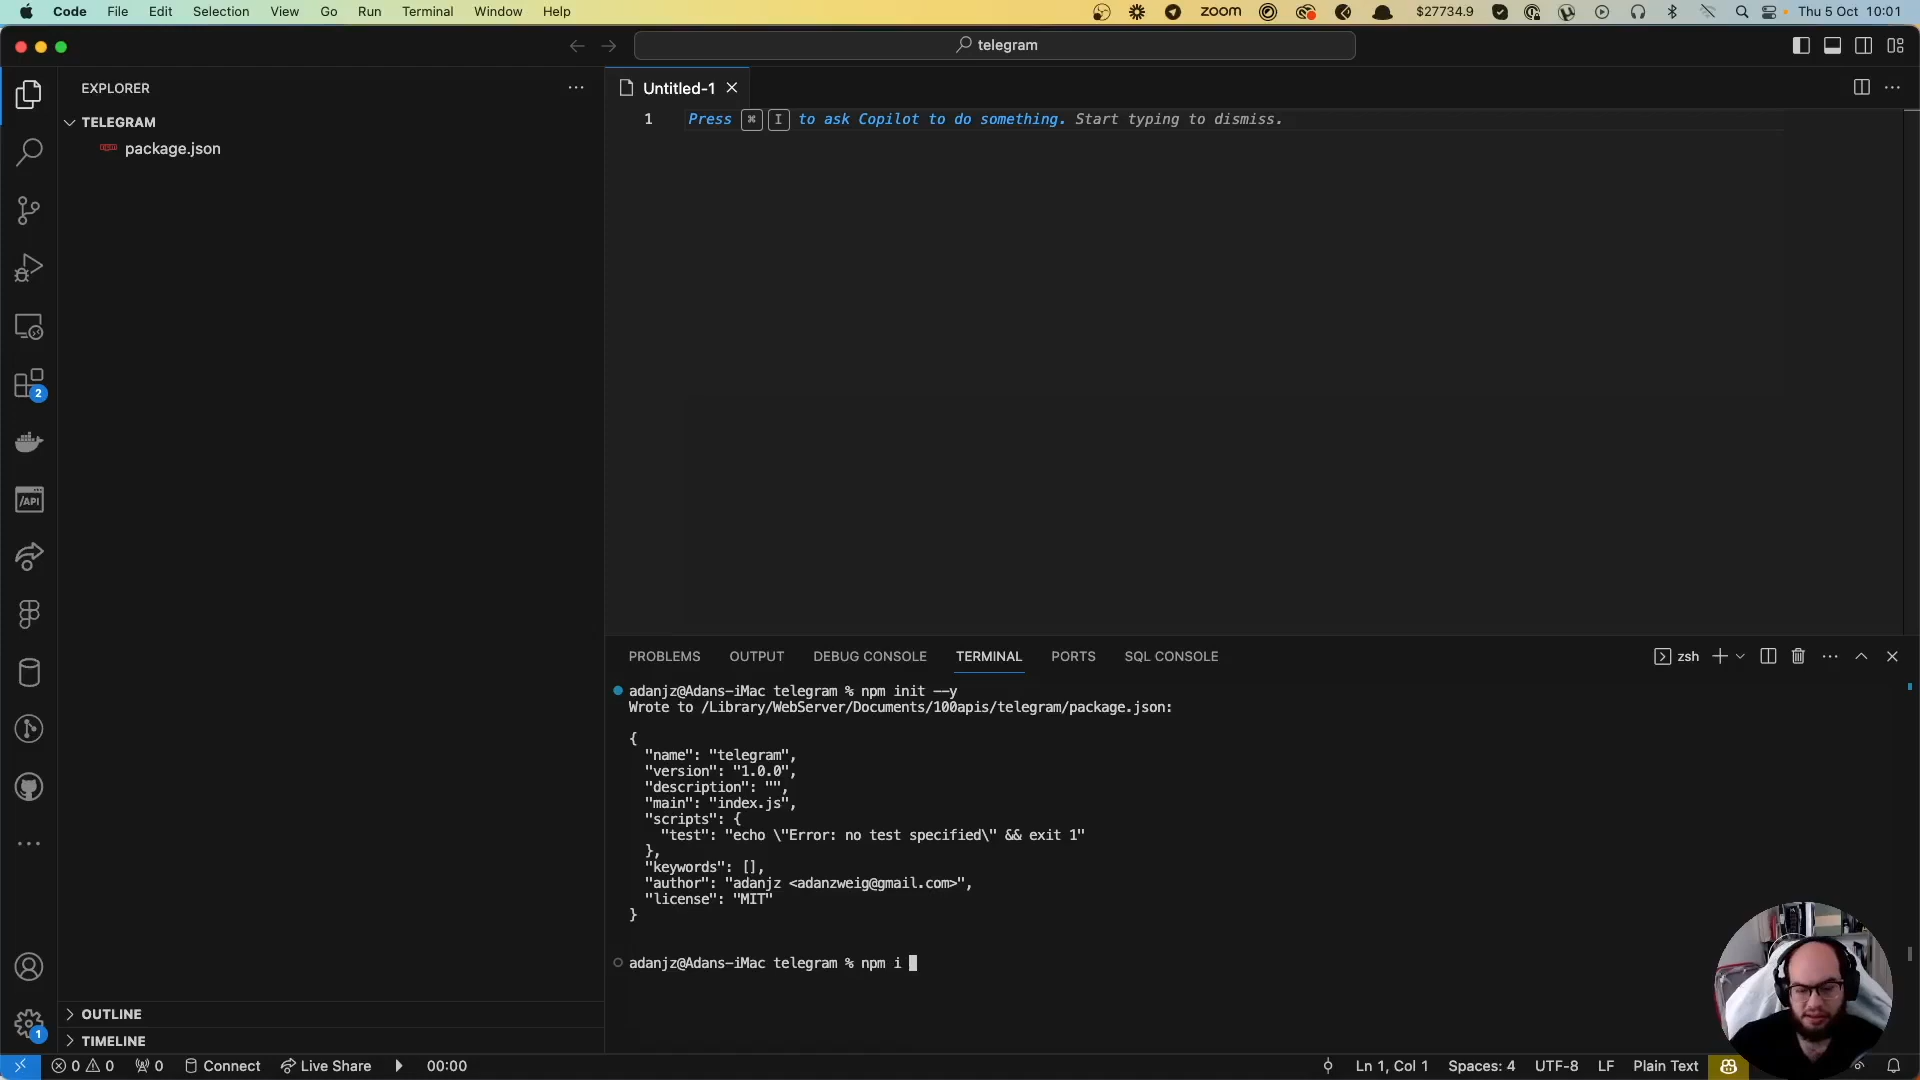 Code File Edit Selection View Go Run Terminal Window Help
zoom $27734.9 Thu 5 Oct 10:01
telegram
EXPLORER
TELEGRAM
package.json
2
/API
OUTLINE
TIMELINE
1
Untitled-1
1 Press ⌘ I to ask Copilot to do something. Start typing to dismiss.
PROBLEMS OUTPUT DEBUG CONSOLE TERMINAL PORTS SQL CONSOLE
zsh
adanjz@Adans-iMac telegram % npm init --y
Wrote to /Library/WebServer/Documents/100apis/telegram/package.json:
{
"name": "telegram",
"version": "1.0.0",
"description": "",
"main": "index.js",
"scripts": {
"test": "echo \"Error: no test specified\" && exit 1"
},
"keywords": [],
"author": "adanjz <adanzweig@gmail.com>",
"license": "MIT"
}
adanjz@Adans-iMac telegram % npm i
0 0 0 Connect Live Share 00:00
Ln 1, Col 1 Spaces: 4 UTF-8 LF Plain Text